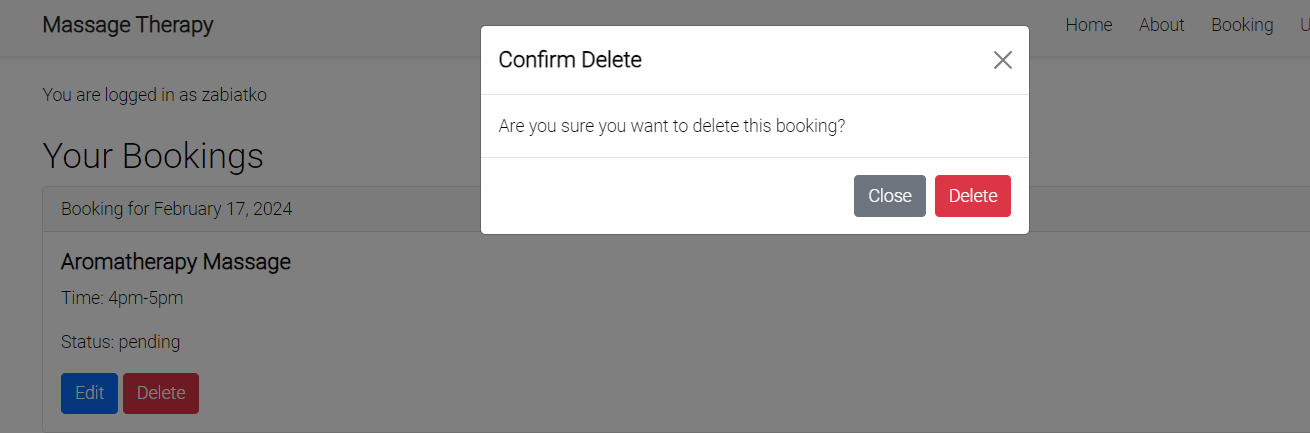 Massage Therapy
Home About Booking U
You are logged in as zabiatko
Your Bookings
Booking for February 17, 2024
Aromatherapy Massage
Time: 4pm-5pm
Status: pending
Edit Delete
Confirm Delete
Are you sure you want to delete this booking?
Close Delete